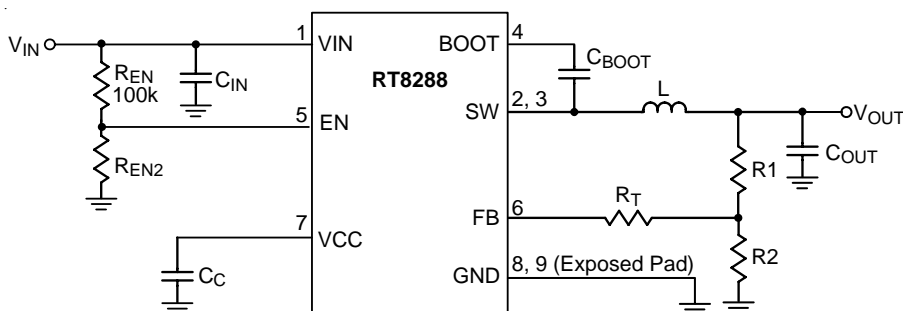 VIN
REN
100k
CIN
REN2
1
VIN
5
EN
7
VCC
CC
RT8288
BOOT
4
CBOOT
SW
2, 3
L
VOUT
COUT
R1
FB
6
RT
R2
GND
8, 9 (Exposed Pad)